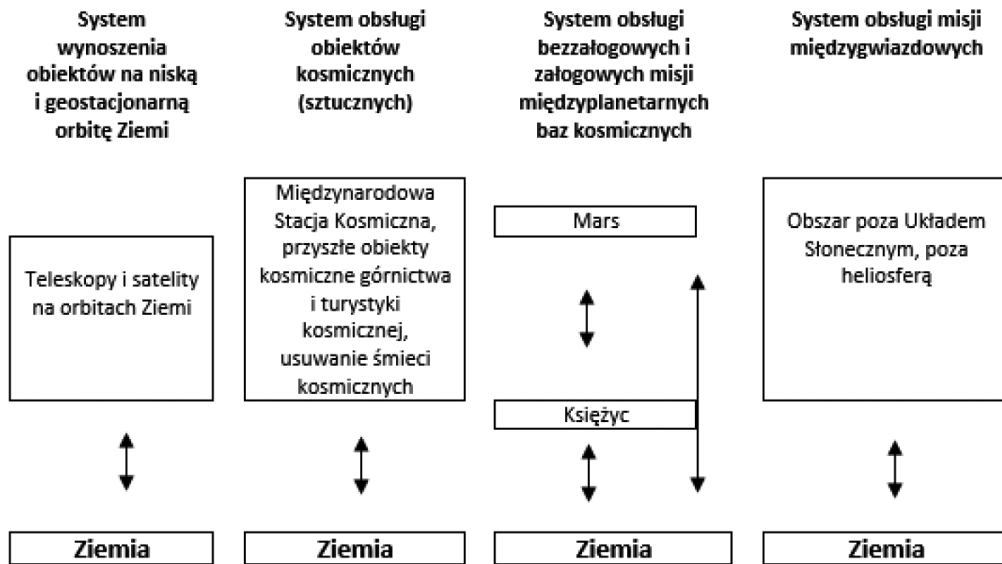 System
wynoszenia
obiektów na niską
i geostacjonarną
orbitę Ziemi
System obsługi
obiektów
kosmicznych
(sztucznych)
System obsługi
bezzałogowych i
załogowych misji
międzyplanetarnych
baz kosmicznych
System obsługi misji
międzygwiazdowych
Teleskopy i satelity
na orbitach Ziemi
Międzynarodowa
Stacja Kosmiczna,
przyszłe obiekty
kosmiczne górnictwa
i turystyki
kosmicznej,
usuwanie śmieci
kosmicznych
Mars
Księżyc
Obszar poza Układem
Słonecznym, poza
heliosferą
Ziemia
Ziemia
Ziemia
Ziemia